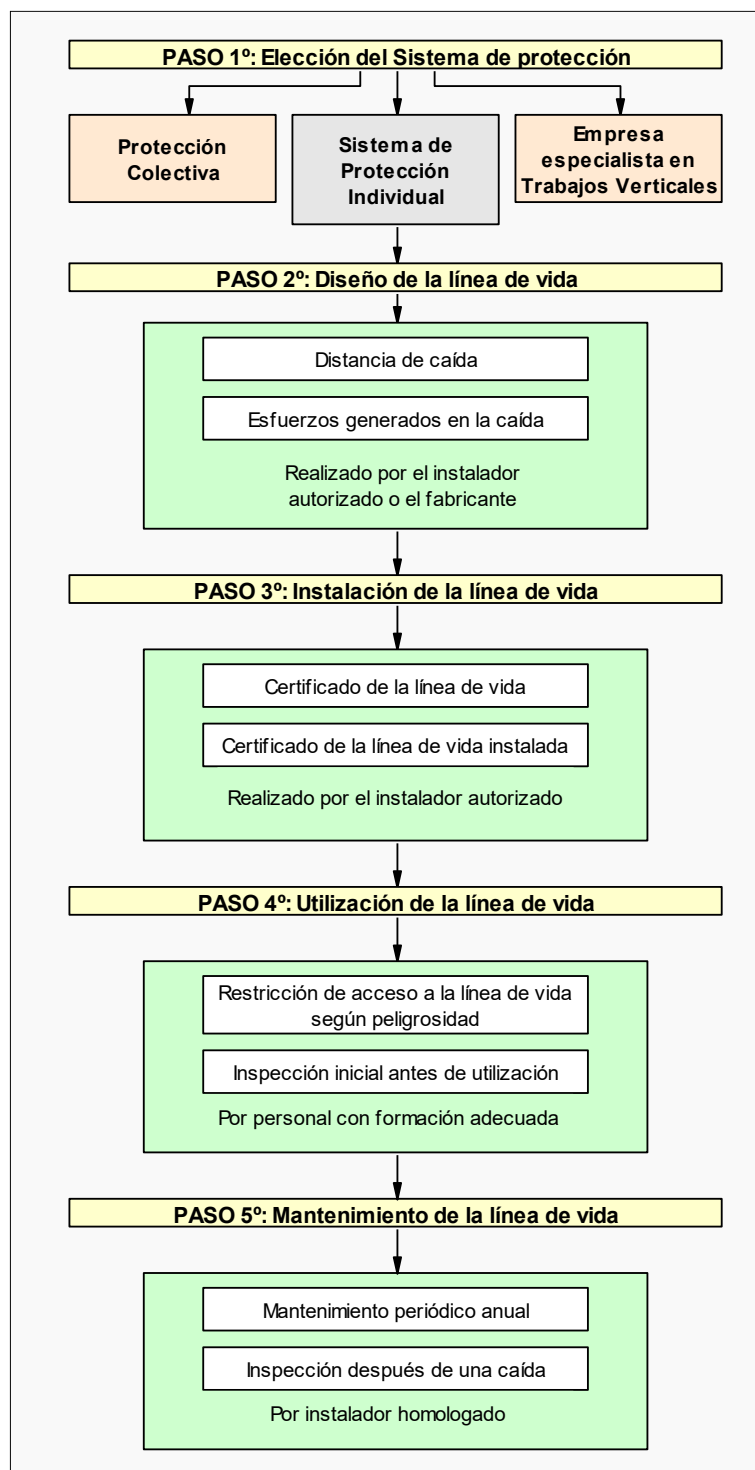 PASO 1º: Elección del Sistema de protección
Protección
Colectiva
Sistema de
Protección
Individual
Empresa
especialista en
Trabajos Verticales
PASO 2º: Diseño de la línea de vida
Distancia de caída
Esfuerzos generados en la caída
Realizado por el instalador
autorizado o el fabricante
PASO 3º: Instalación de la línea de vida
Certificado de la línea de vida
Certificado de la línea de vida instalada
Realizado por el instalador autorizado
PASO 4º: Utilización de la línea de vida
Restricción de acceso a la línea de vida
según peligrosidad
Inspección inicial antes de utilización
Por personal con formación adecuada
PASO 5º: Mantenimiento de la línea de vida
Mantenimiento periódico anual
Inspección después de una caída
Por instalador homologado